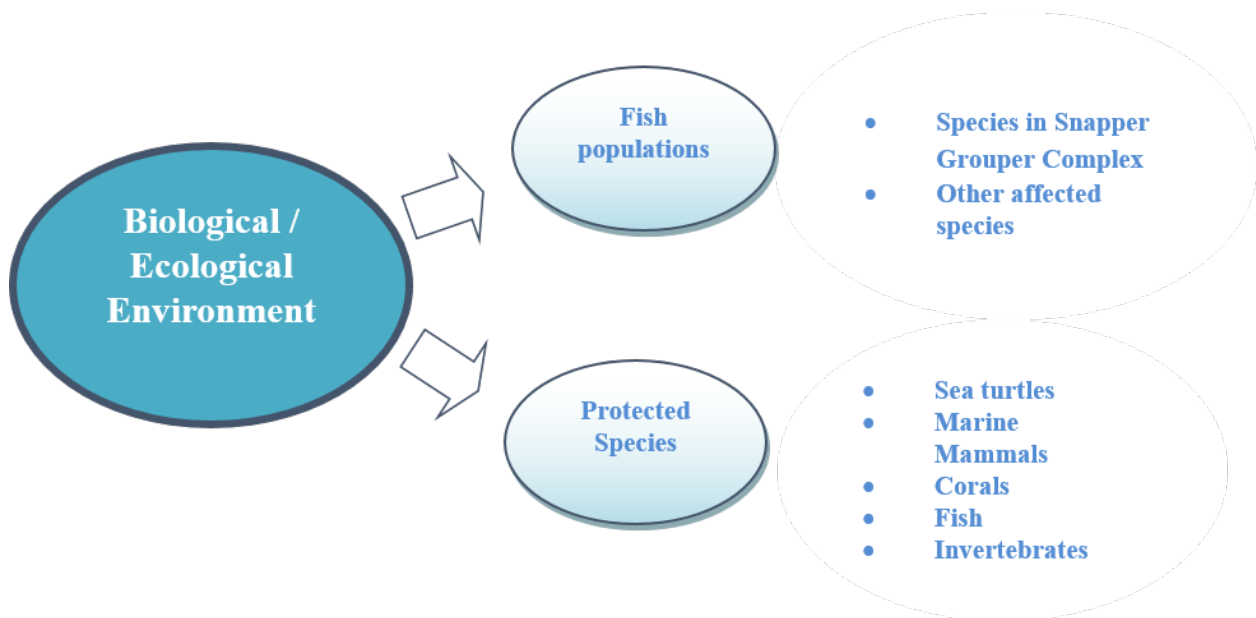 Biological /
Ecological
Environment
Fish
populations
● Species in Snapper
Grouper Complex
● Other affected
species
Protected
Species
● Sea turtles
● Marine
Mammals
● Corals
● Fish
● Invertebrates